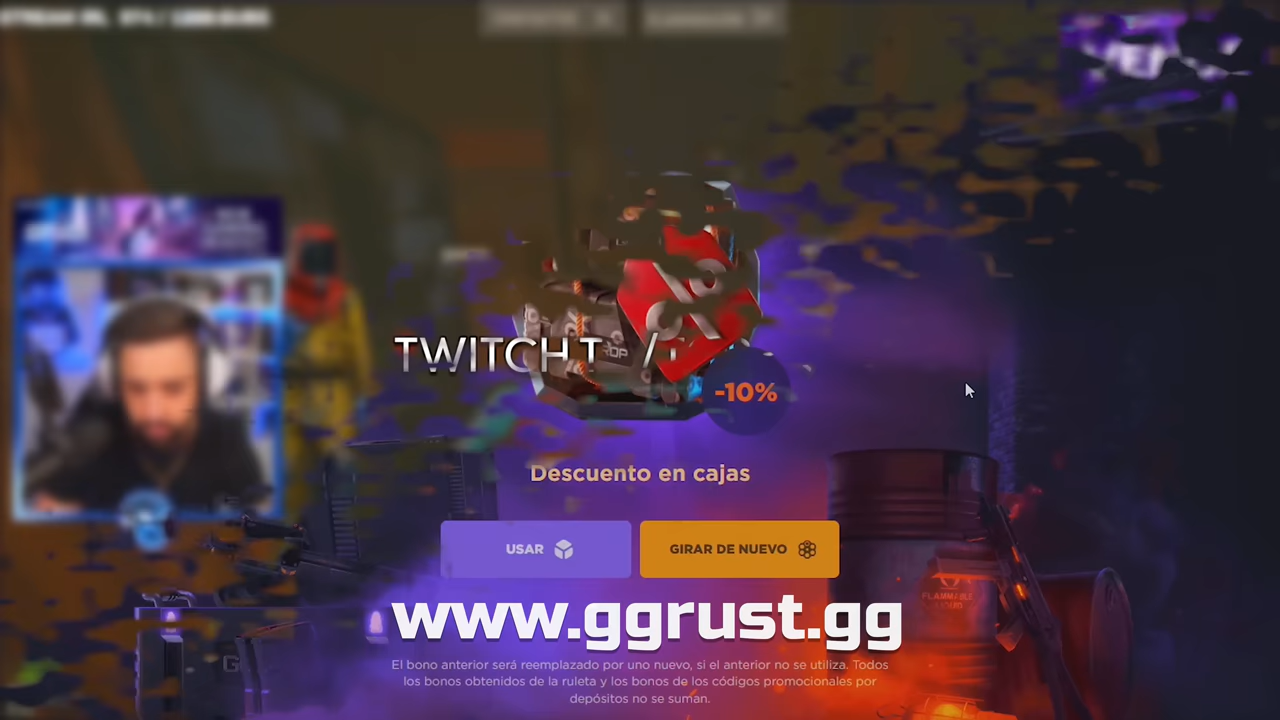 TWITCH.T /
-10%
Descuento en cajas
USAR
GIRAR DE NUEVO
FLAMMABLE
LIQUID
www.ggrust.gg
El bono anterior será reemplazado por uno nuevo, si el anterior no se utiliza. Todos
los bonos obtenidos de la ruleta y los bonos de los códigos promocionales por
depósitos no se suman.